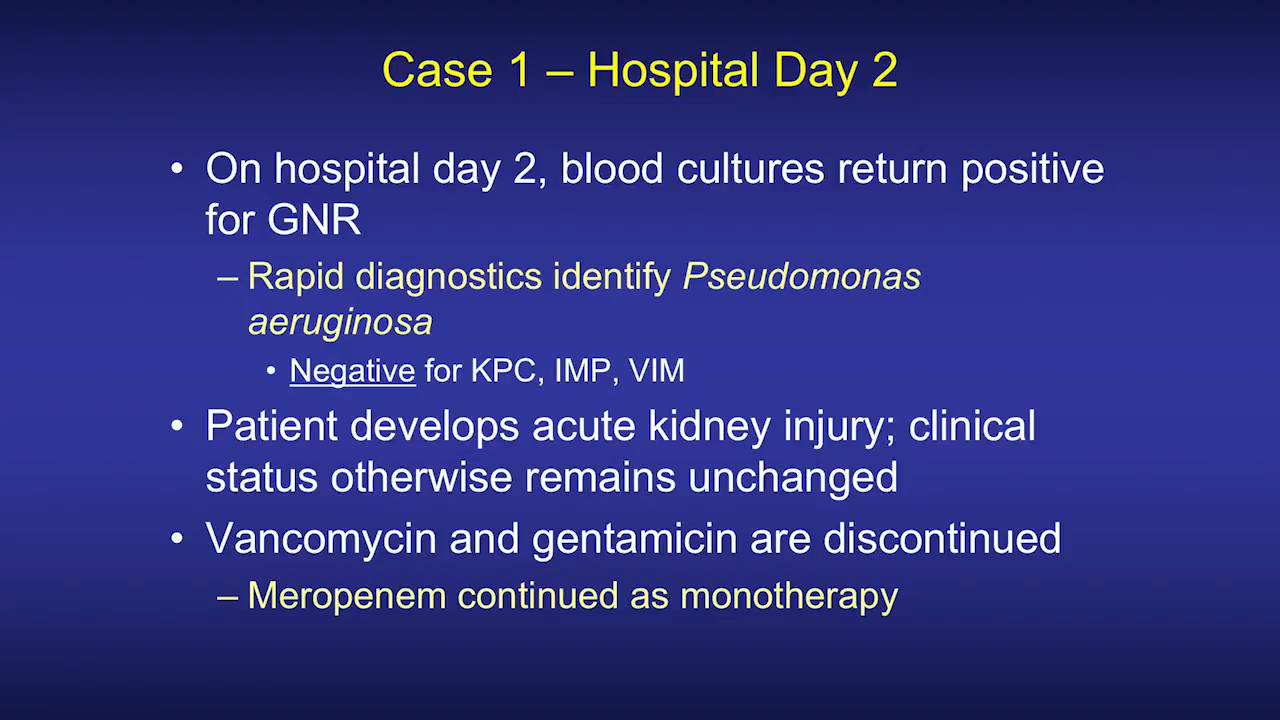 Case 1 – Hospital Day 2
• On hospital day 2, blood cultures return positive
for GNR
– Rapid diagnostics identify Pseudomonas
aeruginosa
• Negative for KPC, IMP, VIM
• Patient develops acute kidney injury; clinical
status otherwise remains unchanged
• Vancomycin and gentamicin are discontinued
– Meropenem continued as monotherapy